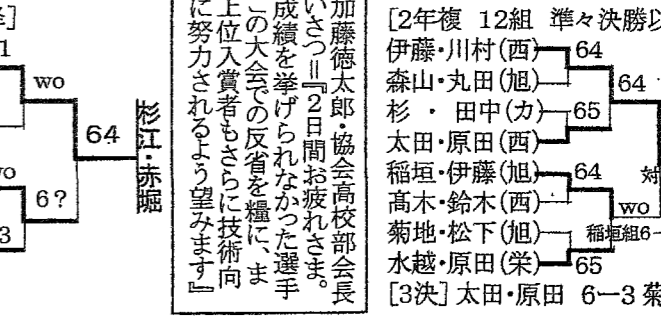 [2年複 12組 準々決勝以
伊藤・川村(西)
森山・丸田(旭)
杉・田中(カ)
太田・原田(西)
稲垣・伊藤(旭)
髙木・鈴木(西)
菊地・松下(旭)
水越・原田(栄)
64
65
64
65
64
wo
稲垣組6-
[3決] 太田・原田 6-3 菊
加藤徳太郎・協会高校部会長
いさつ=『2日間お疲れさま。
成績を挙げられなかった選手
この大会での反省を糧に、ま
上位入賞者もさらに技術向
に努力されるよう望みます』
杉江・赤堀
64
wo
6?
1
3